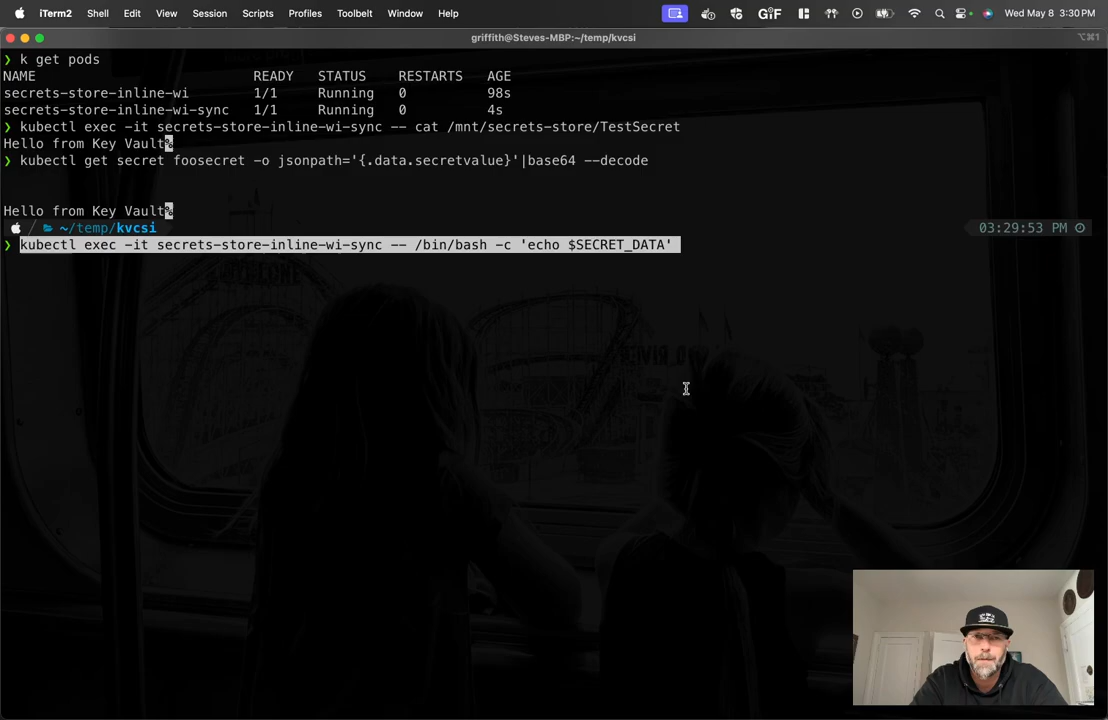 iTerm2 Shell Edit View Session Scripts Profiles Toolbelt Window Help GIF Wed May 8 3:30 PM
griffith@Steves-MBP:~/temp/kvcsi ⌥⌘1
❯ k get pods
NAME READY STATUS RESTARTS AGE
secrets-store-inline-wi 1/1 Running 0 98s
secrets-store-inline-wi-sync 1/1 Running 0 4s
❯ kubectl exec -it secrets-store-inline-wi-sync -- cat /mnt/secrets-store/TestSecret
Hello from Key Vault%
❯ kubectl get secret foosecret -o jsonpath='{.data.secretvalue}'|base64 --decode
Hello from Key Vault%
/ ~/temp/kvcsi 03:29:53 PM
❯ kubectl exec -it secrets-store-inline-wi-sync -- /bin/bash -c 'echo $SECRET_DATA'